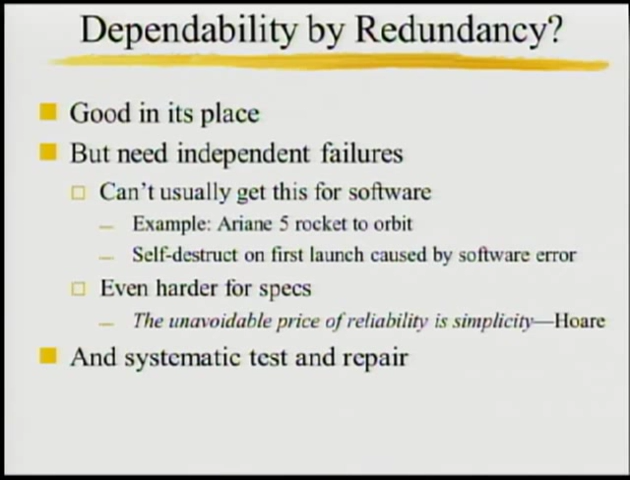 Dependability by Redundancy?
Good in its place
But need independent failures
Can't usually get this for software
Example: Ariane 5 rocket to orbit
Self-destruct on first launch caused by software error
Even harder for specs
The unavoidable price of reliability is simplicity—Hoare
And systematic test and repair